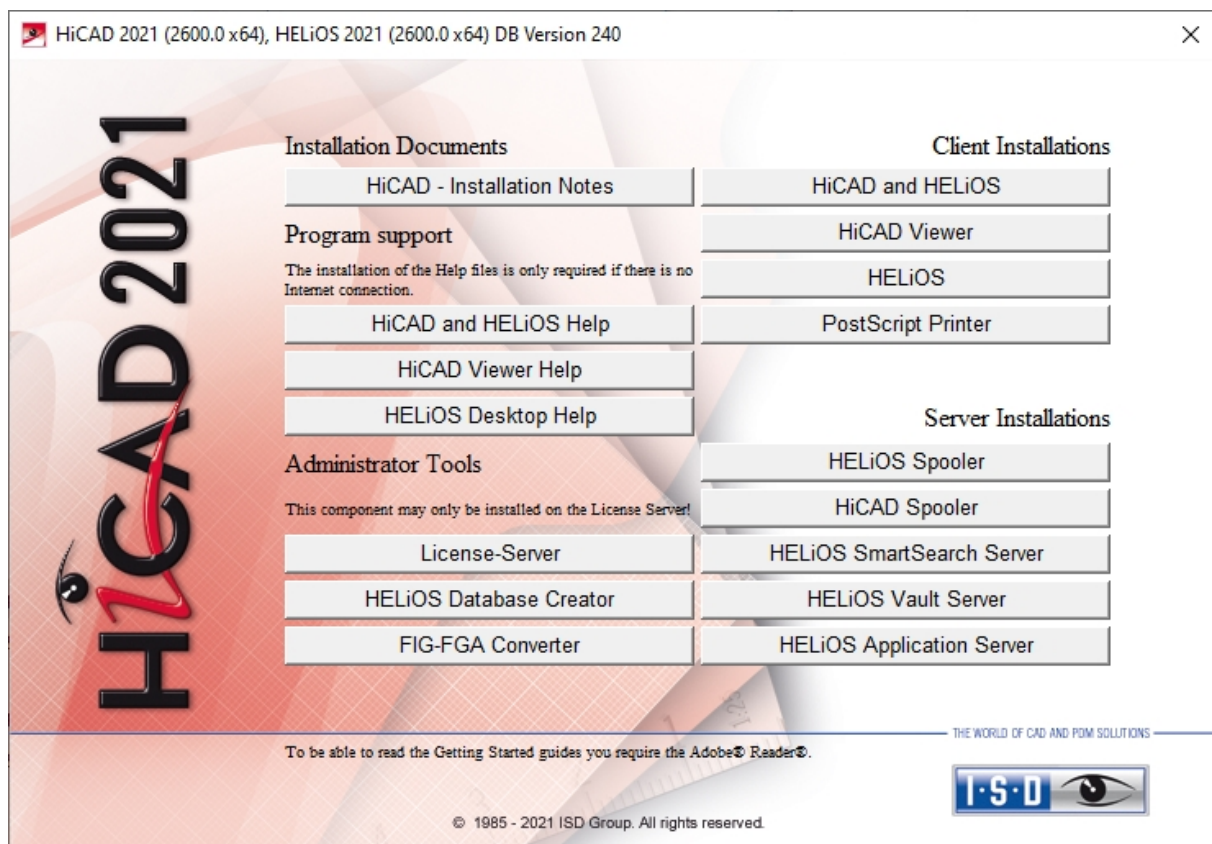 HiCAD 2021 (2600.0 x64), HELiOS 2021 (2600.0 x64) DB Version 240
HiCAD 2021
Installation Documents
HiCAD - Installation Notes
Program support
The installation of the Help files is only required if there is no
Internet connection.
HiCAD and HELiOS Help
HiCAD Viewer Help
HELiOS Desktop Help
Administrator Tools
This component may only be installed on the License Server!
License-Server
HELiOS Database Creator
FIG-FGA Converter
Client Installations
HiCAD and HELiOS
HiCAD Viewer
HELiOS
PostScript Printer
Server Installations
HELiOS Spooler
HiCAD Spooler
HELiOS SmartSearch Server
HELiOS Vault Server
HELiOS Application Server
THE WORLD OF CAD AND PDM SOLUTIONS
To be able to read the Getting Started guides you require the Adobe® Reader®.
I·S·D
© 1985 - 2021 ISD Group. All rights reserved.